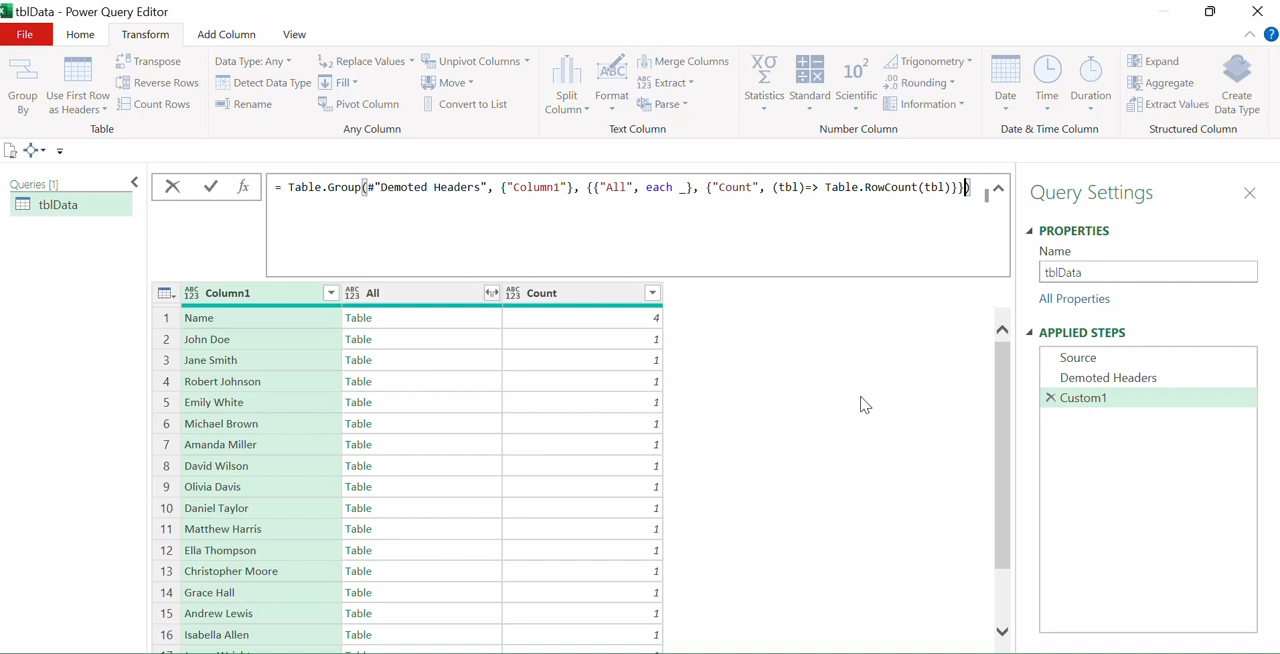 tblData - Power Query Editor
File Home Transform Add Column View
Group By
Use First Row as Headers
Transpose
Reverse Rows
Count Rows
Table
Data Type: Any
Detect Data Type
Rename
Replace Values
Fill
Pivot Column
Unpivot Columns
Move
Convert to List
Any Column
Split Column
Format
Merge Columns
Extract
Parse
Text Column
Statistics
Standard
Scientific
Trigonometry
Rounding
Information
Number Column
Date
Time
Duration
Date & Time Column
Expand
Aggregate
Extract Values
Create Data Type
Structured Column
Queries [1]
tblData
fx
= Table.Group(#"Demoted Headers", {"Column1"}, {{"All", each _}, {"Count", (tbl)=> Table.RowCount(tbl)}})
Column1 All Count
1 Name Table 4
2 John Doe Table 1
3 Jane Smith Table 1
4 Robert Johnson Table 1
5 Emily White Table 1
6 Michael Brown Table 1
7 Amanda Miller Table 1
8 David Wilson Table 1
9 Olivia Davis Table 1
10 Daniel Taylor Table 1
11 Matthew Harris Table 1
12 Ella Thompson Table 1
13 Christopher Moore Table 1
14 Grace Hall Table 1
15 Andrew Lewis Table 1
16 Isabella Allen Table 1
Query Settings
PROPERTIES
Name
tblData
All Properties
APPLIED STEPS
Source
Demoted Headers
Custom1